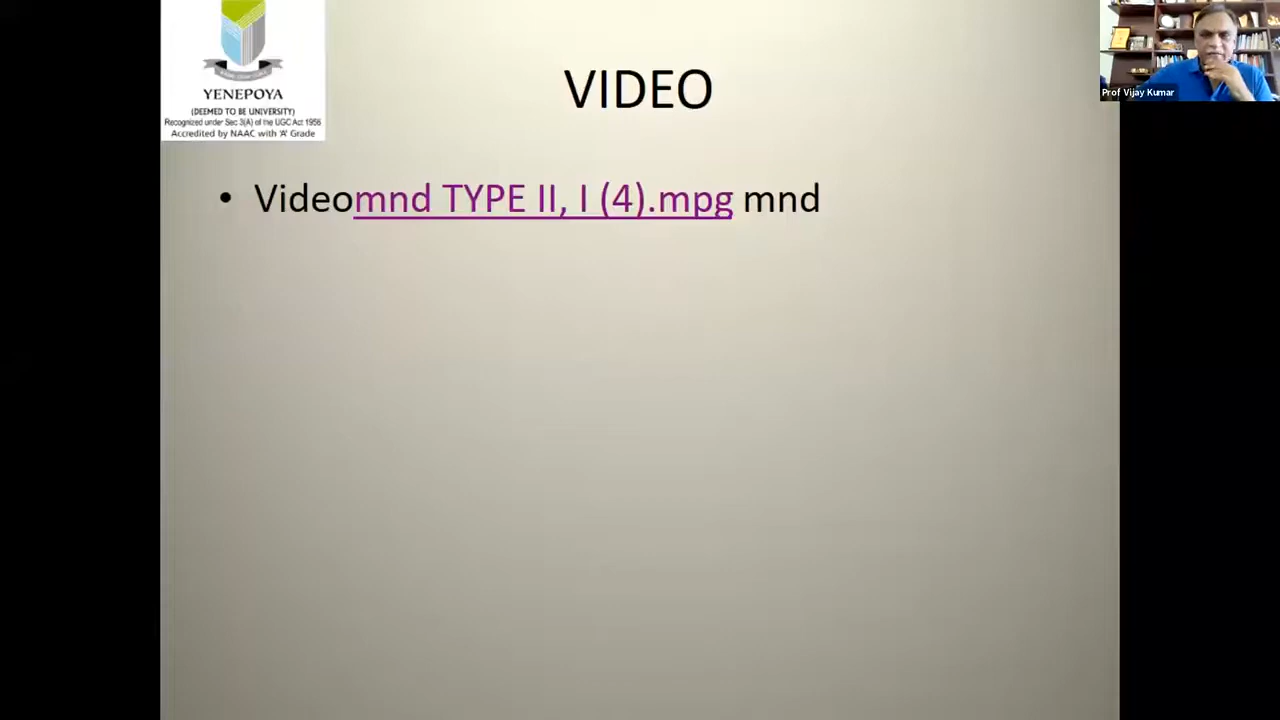 YENEPOYA
(DEEMED TO BE UNIVERSITY)
Recognized under Sec 3(A) of the UGC Act 1956
Accredited by NAAC with 'A' Grade
VIDEO
Prof Vijay Kumar
• Videomnd TYPE II, I (4).mpg mnd